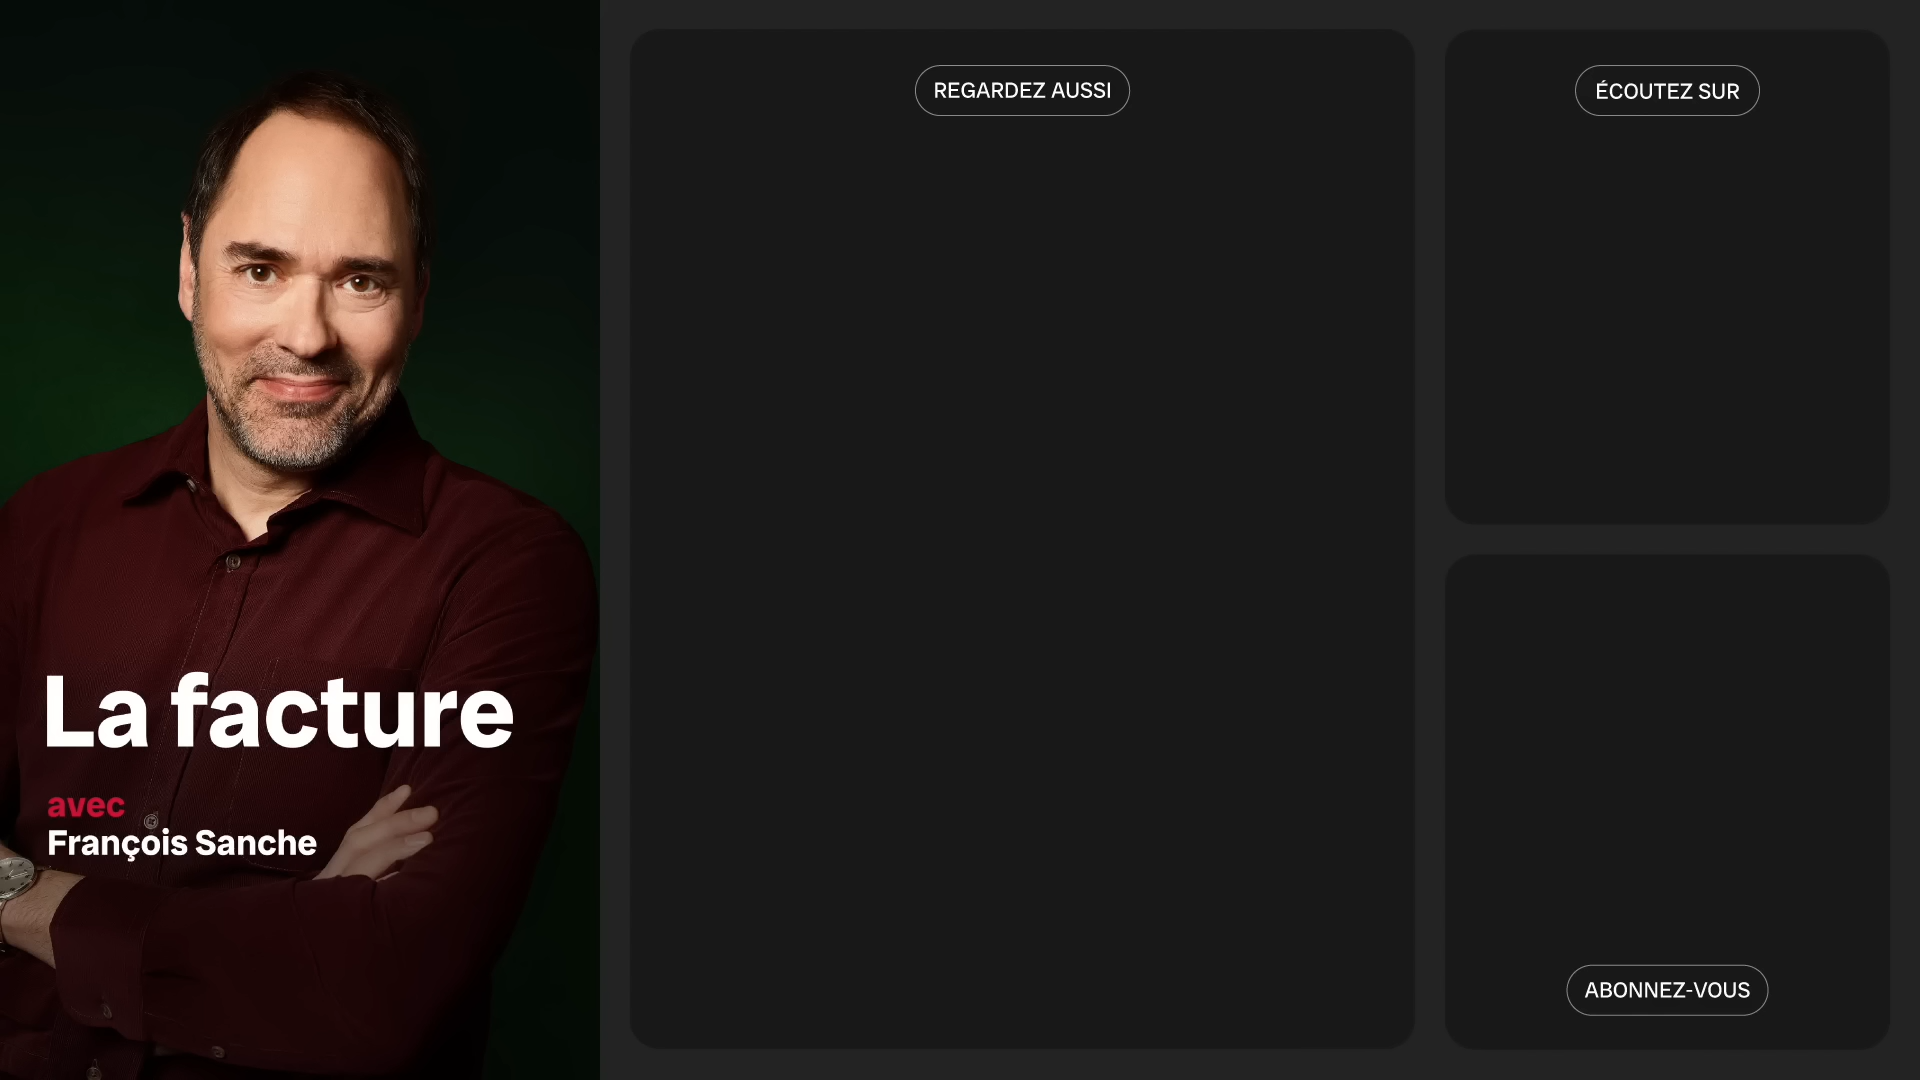 La facture
avec
François Sanche
REGARDEZ AUSSI
ÉCOUTEZ SUR
ABONNEZ-VOUS